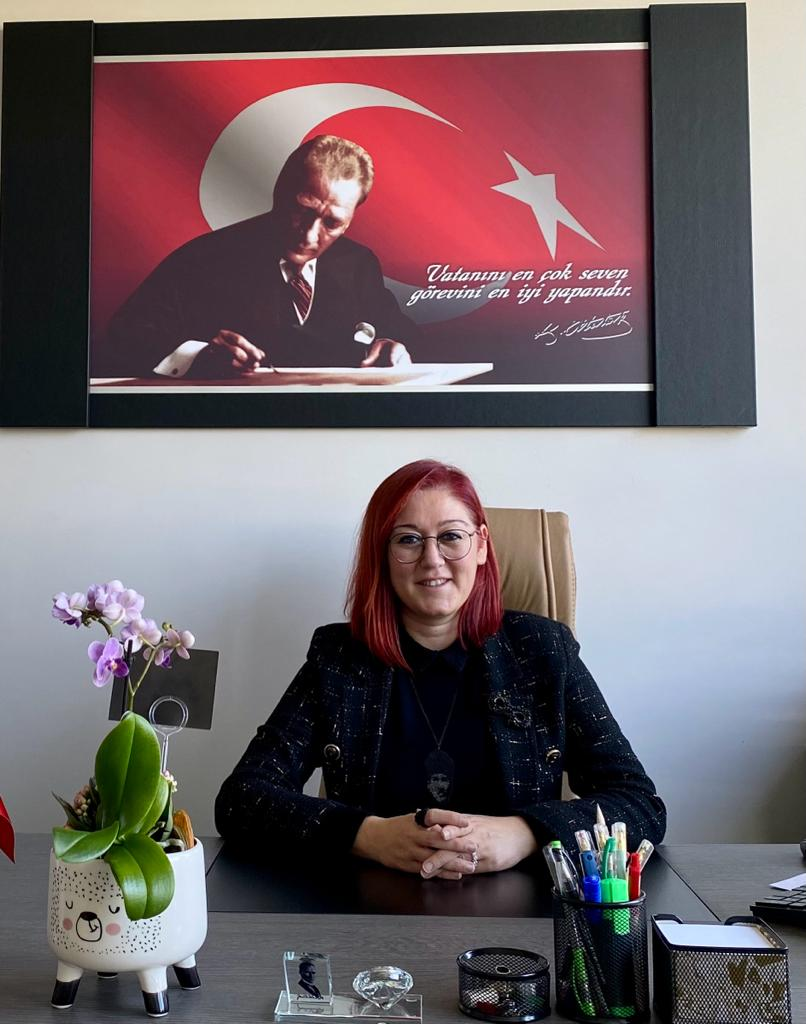 Vatanını en çok seven
görevini en iyi yapandır.
K. Atatürk